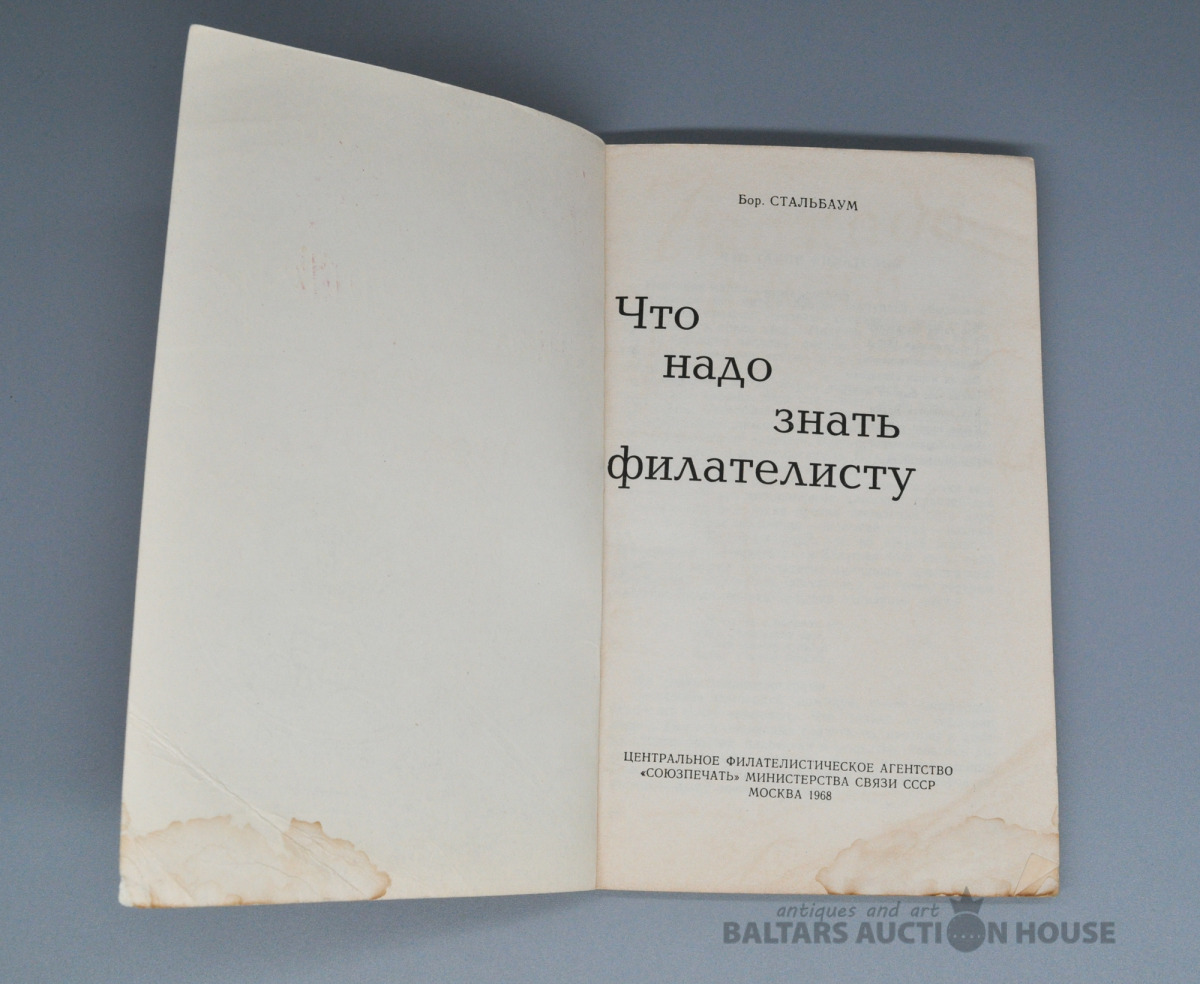 Бор. СТАЛЬБАУМ
Что
надо
знать
филателисту
ЦЕНТРАЛЬНОЕ ФИЛАТЕЛИСТИЧЕСКОЕ АГЕНТСТВО
«СОЮЗПЕЧАТЬ» МИНИСТЕРСТВА СВЯЗИ СССР
МОСКВА 1968
antiques and art
BALTARS AUCTION HOUSE